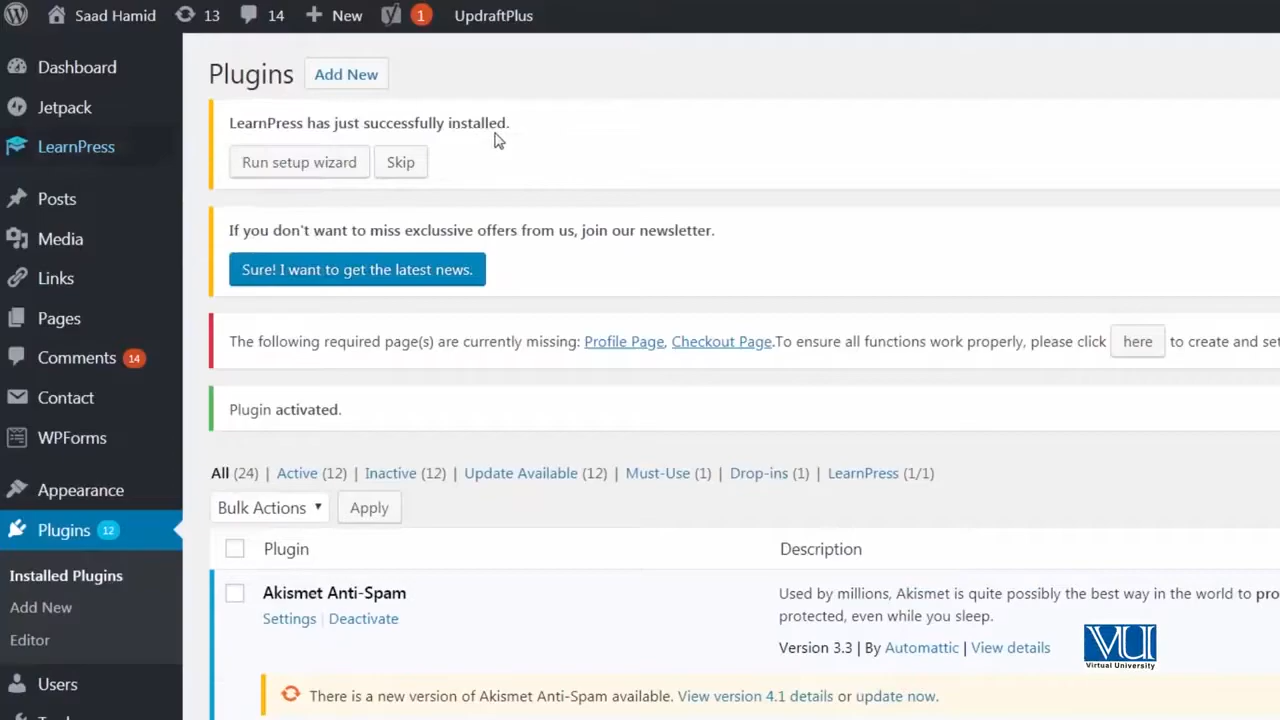 Saad Hamid 13 14 New 1 UpdraftPlus
Dashboard
Jetpack
LearnPress
Posts
Media
Links
Pages
Comments 14
Contact
WPForms
Appearance
Plugins 12
Installed Plugins
Add New
Editor
Users
Plugins Add New
LearnPress has just successfully installed.
Run setup wizard Skip
If you don't want to miss exclussive offers from us, join our newsletter.
Sure! I want to get the latest news.
The following required page(s) are currently missing: Profile Page, Checkout Page.To ensure all functions work properly, please click here to create and set
Plugin activated.
All (24) | Active (12) | Inactive (12) | Update Available (12) | Must-Use (1) | Drop-ins (1) | LearnPress (1/1)
Bulk Actions Apply
Plugin Description
Akismet Anti-Spam
Settings | Deactivate
Used by millions, Akismet is quite possibly the best way in the world to pro
protected, even while you sleep.
Version 3.3 | By Automattic | View details
There is a new version of Akismet Anti-Spam available. View version 4.1 details or update now.
VU
Virtual University